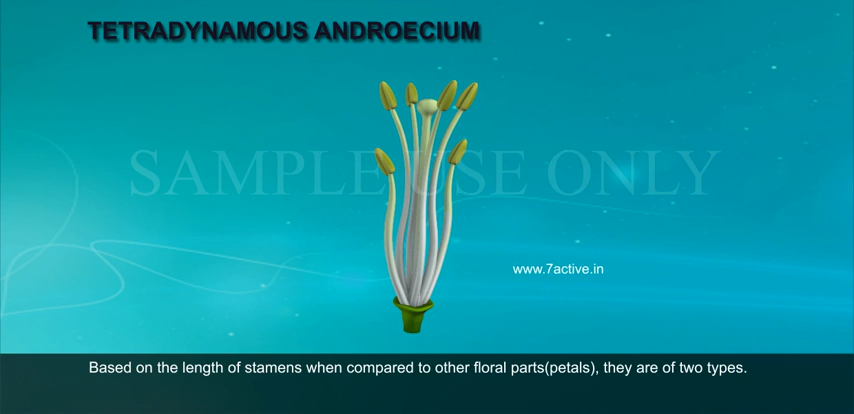 TETRADYNAMOUS ANDROECIUM
SAMPLE USE ONLY
www.7active.in
Based on the length of stamens when compared to other floral parts(petals), they are of two types.